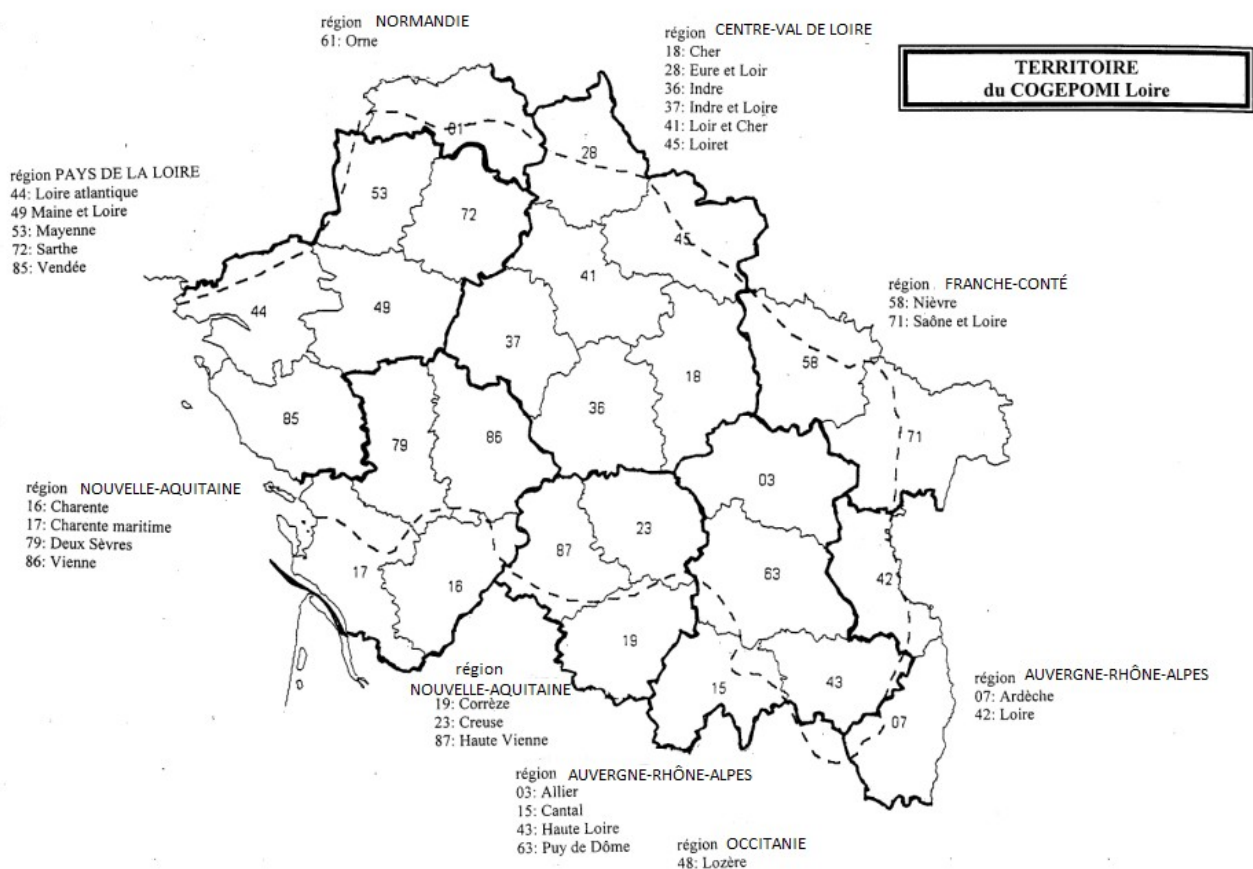 région NORMANDIE
61: Orne
région CENTRE-VAL DE LOIRE
18: Cher
28: Eure et Loir
36: Indre
37: Indre et Loire
41: Loir et Cher
45: Loiret
TERRITOIRE
du COGEPOMI Loire
région PAYS DE LA LOIRE
44: Loire atlantique
49 Maine et Loire
53: Mayenne
72: Sarthe
85: Vendée
région FRANCHE-CONTÉ
58: Nièvre
71: Saône et Loire
région NOUVELLE-AQUITAINE
16: Charente
17: Charente maritime
79: Deux Sèvres
86: Vienne
région
NOUVELLE-AQUITAINE
19: Corrèze
23: Creuse
87: Haute Vienne
région AUVERGNE-RHÔNE-ALPES
07: Ardèche
42: Loire
région AUVERGNE-RHÔNE-ALPES
03: Allier
15: Cantal
43: Haute Loire
63: Puy de Dôme
région OCCITANIE
48: Lozère
61
28
53
72
45
41
44
49
37
58
18
36
85
79
86
71
03
23
87
63
42
17
16
19
15
43
07